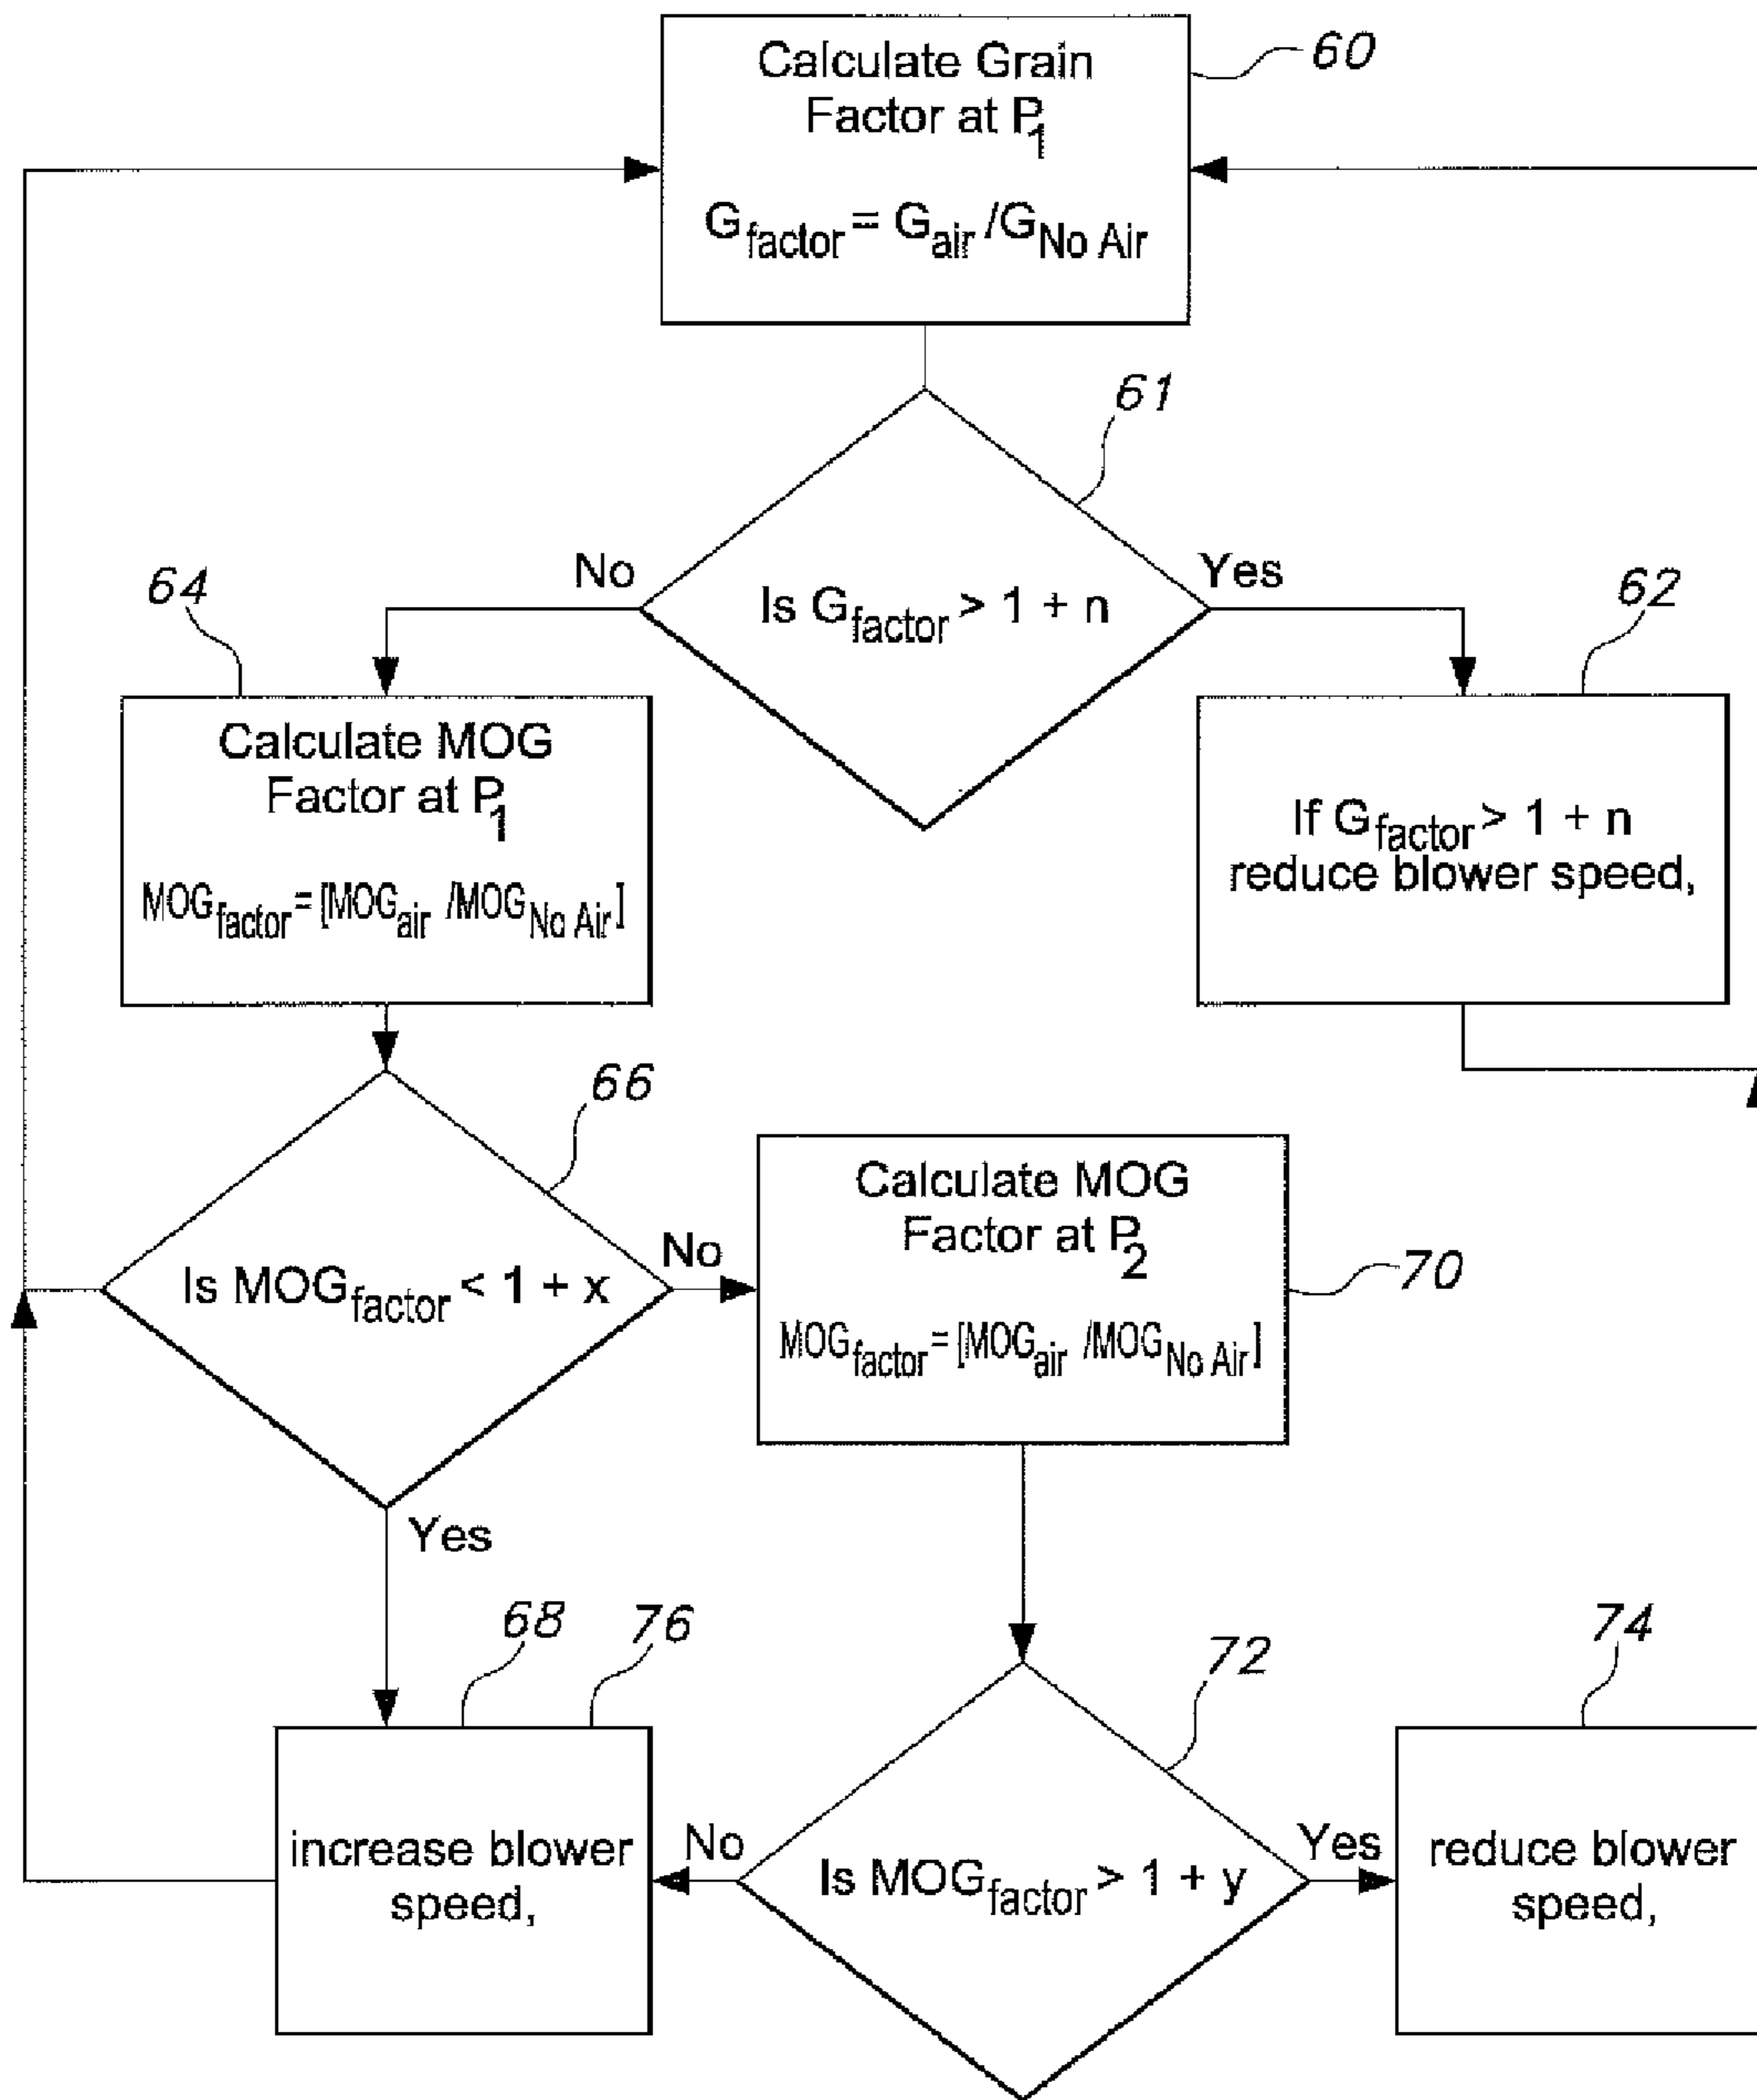 60
Calculate Grain
Factor at P1
Gfactor = Gair /GNo Air
61
No
Yes
Is Gfactor > 1 + n
64
62
Calculate MOG
Factor at P1
MOGfactor = [MOGair /MOGNo Air]
If Gfactor > 1 + n
reduce blower speed,
66
Is MOGfactor < 1 + x
No
Yes
Calculate MOG
Factor at P2
MOGfactor = [MOGair /MOGNo Air]
70
68
76
72
74
increase blower
speed,
No
Is MOGfactor > 1 + y
Yes
reduce blower
speed,